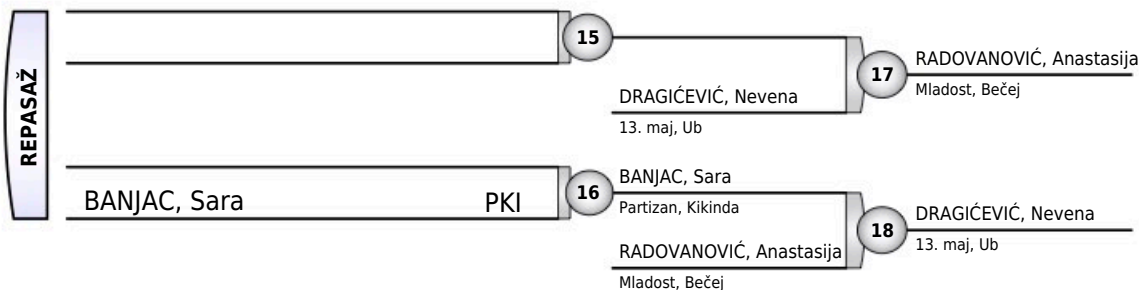 REPASAŽ
15
DRAGIĆEVIĆ, Nevena
13. maj, Ub
17
RADOVANOVIĆ, Anastasija
Mladost, Bečej
BANJAC, Sara PKI
16
BANJAC, Sara
Partizan, Kikinda
RADOVANOVIĆ, Anastasija
Mladost, Bečej
18
DRAGIĆEVIĆ, Nevena
13. maj, Ub